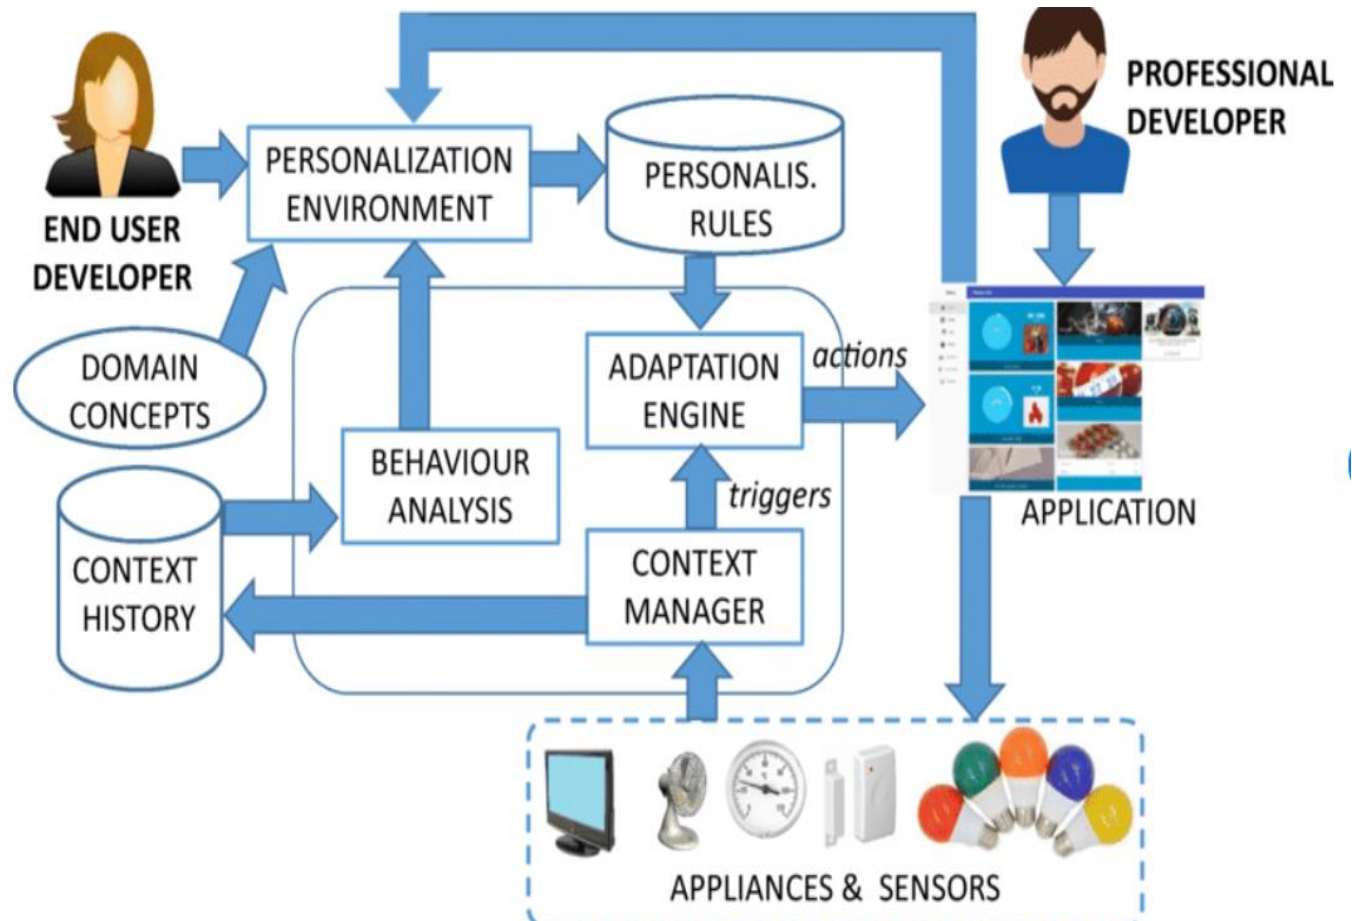 PROFESSIONAL
DEVELOPER
PERSONALIZATION
ENVIRONMENT
PERSONALIS.
RULES
END USER
DEVELOPER
DOMAIN
CONCEPTS
ADAPTATION
ENGINE
actions
BEHAVIOUR
ANALYSIS
triggers
APPLICATION
CONTEXT
HISTORY
CONTEXT
MANAGER
APPLIANCES & SENSORS